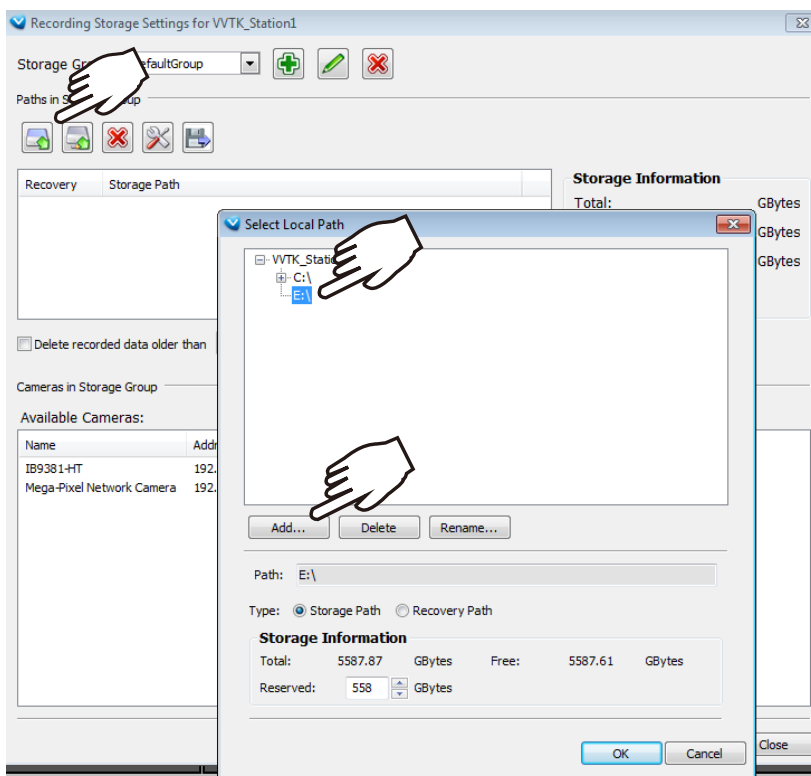 Recording Storage Settings for VVTK_Station1
Storage Gr efaultGroup
Paths in S up
Recovery Storage Path
Storage Information
Total: GBytes
GBytes
GBytes
Select Local Path
VVTK_Stati
C:\
E:\
Delete recorded data older than
Cameras in Storage Group
Available Cameras:
Name Addr
IB9381-HT 192.
Mega-Pixel Network Camera 192.
Add... Delete Rename...
Path: E:\
Type: Storage Path Recovery Path
Storage Information
Total: 5587.87 GBytes Free: 5587.61 GBytes
Reserved: 558 GBytes
OK Cancel
Close